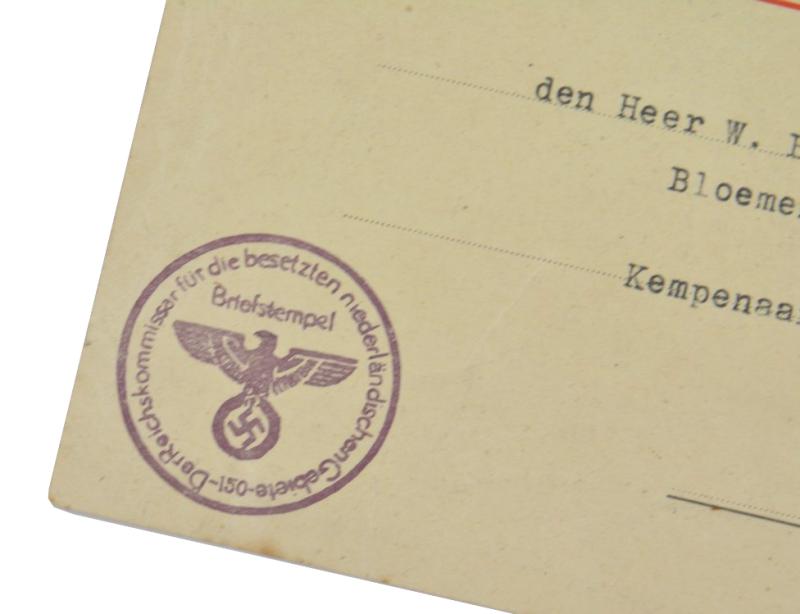 den Heer W.
Bloeme
Kempenaa
Der Reichskommissar für die besetzten niederländischen Gebiete
Briefstempel
-150-